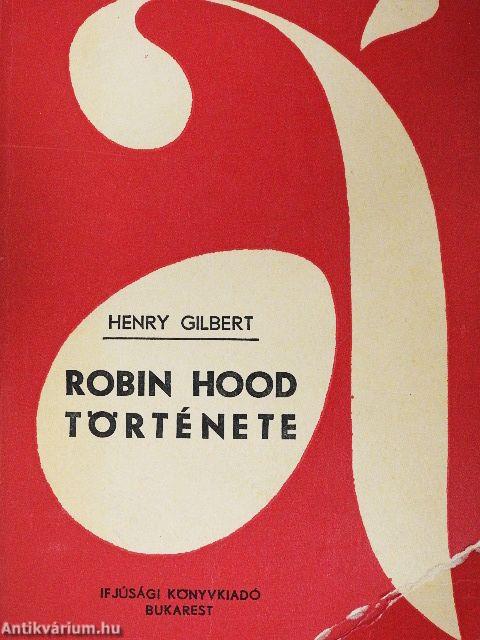 á
HENRY GILBERT
ROBIN HOOD
TÖRTÉNETE
IFJÚSÁGI KÖNYVKIADÓ
BUKAREST
Antikvárium.hu